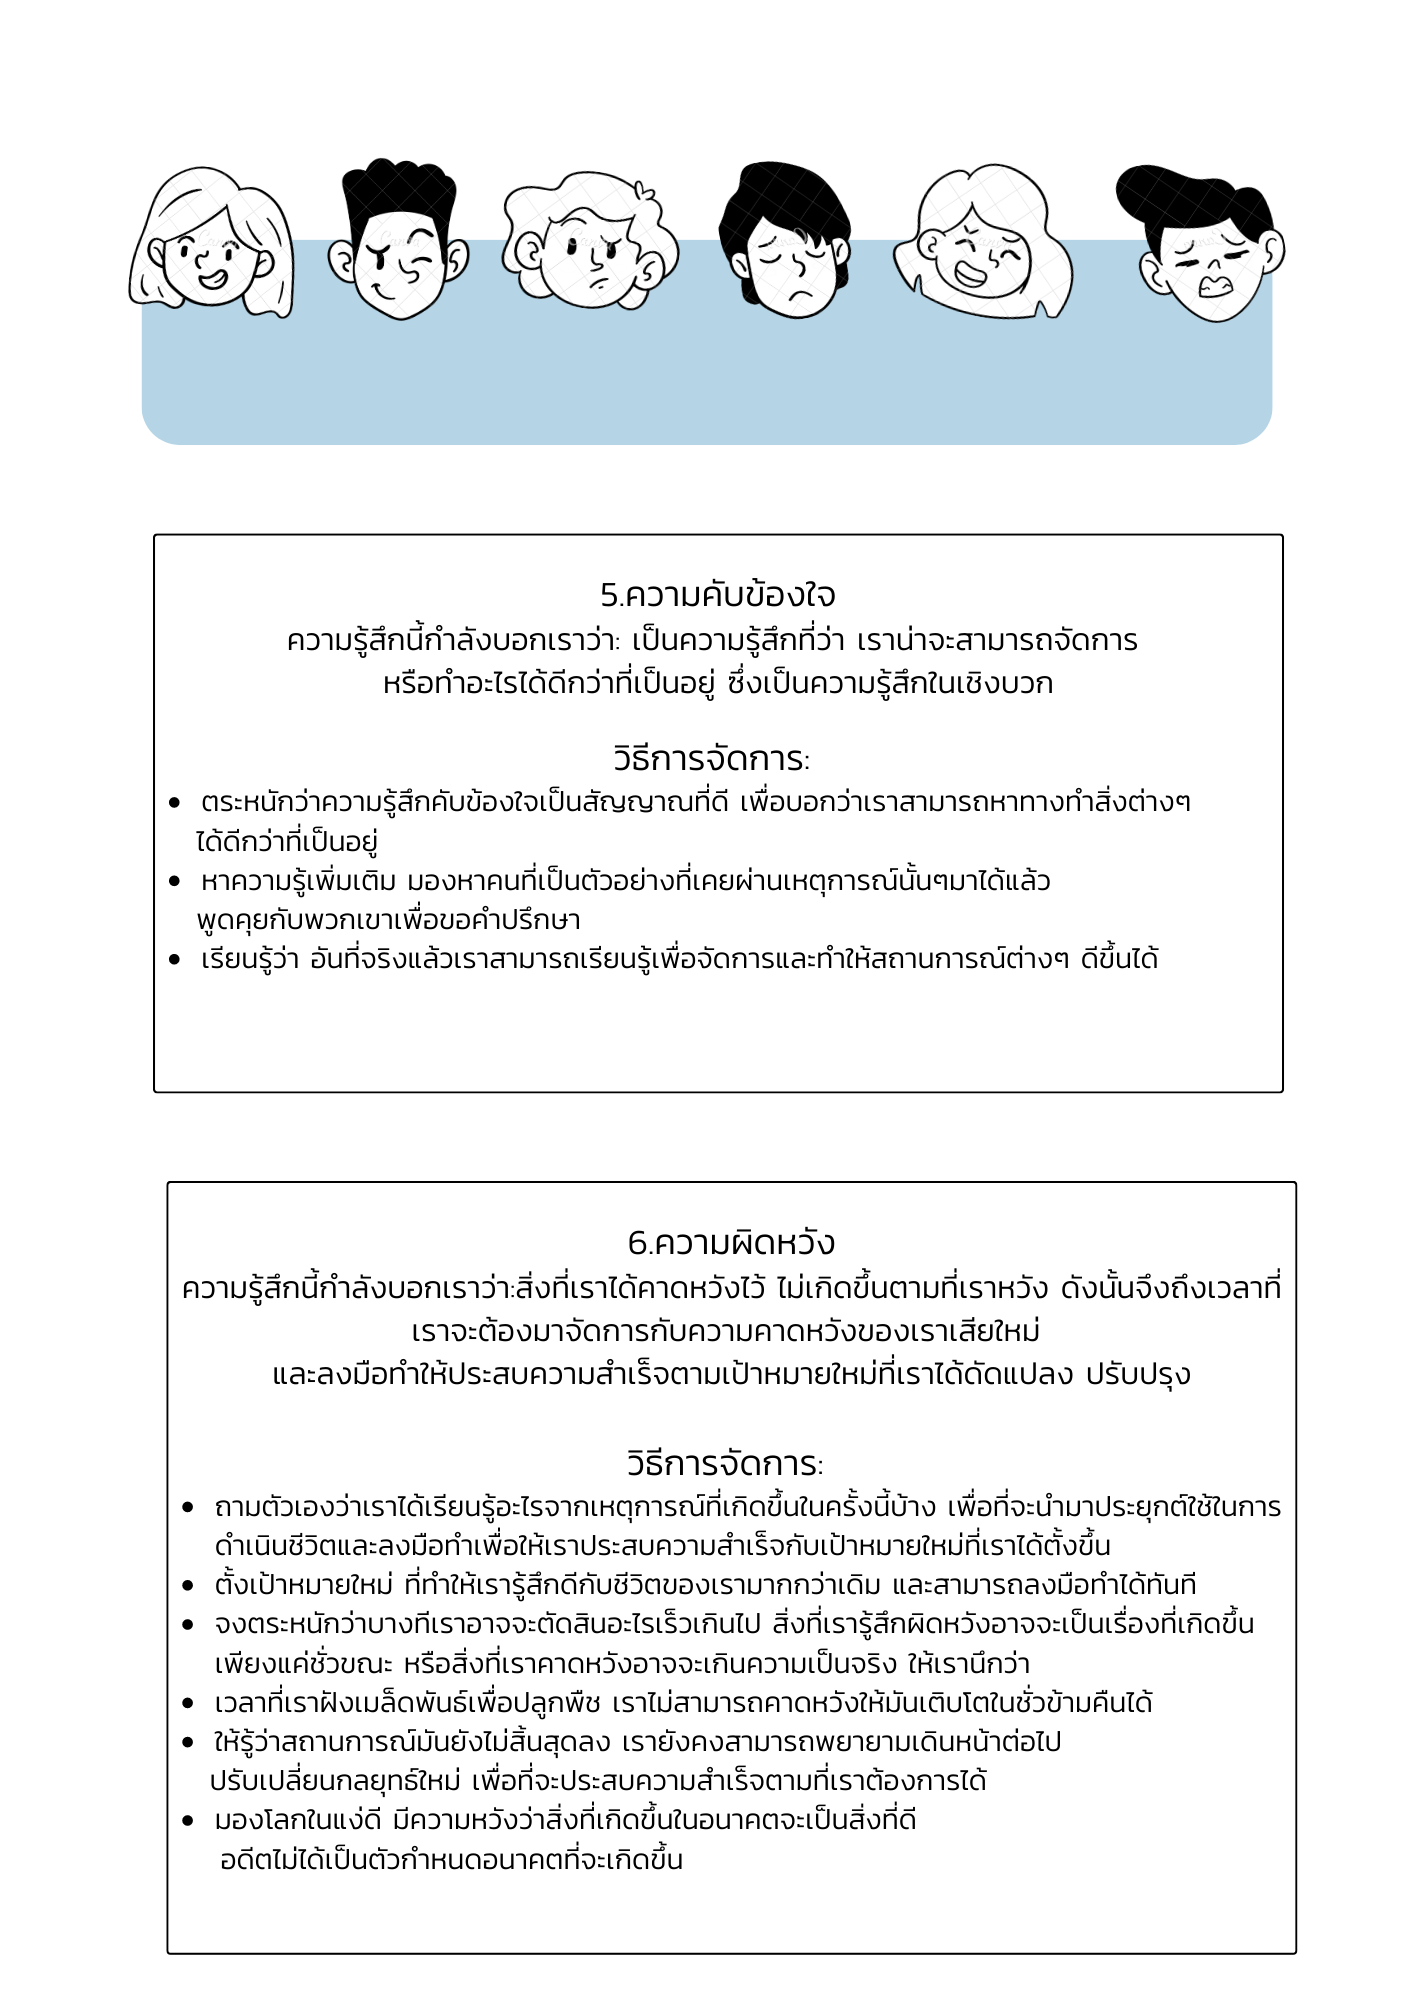 5.ความคับข้องใจ
ความรู้สึกนี้กำลังบอกเราว่า: เป็นความรู้สึกที่ว่า เราน่าจะสามารถจัดการ
หรือทำอะไรได้ดีกว่าที่เป็นอยู่ ซึ่งเป็นความรู้สึกในเชิงบวก
วิธีการจัดการ:
• ตระหนักว่าความรู้สึกคับข้องใจเป็นสัญญาณที่ดี เพื่อบอกว่าเราสามารถหาทางทำสิ่งต่างๆ
ได้ดีกว่าที่เป็นอยู่
• หาความรู้เพิ่มเติม มองหาคนที่เป็นตัวอย่างที่เคยผ่านเหตุการณ์นั้นๆมาได้แล้ว
พูดคุยกับพวกเขาเพื่อขอคำปรึกษา
• เรียนรู้ว่า อันที่จริงแล้วเราสามารถเรียนรู้เพื่อจัดการและทำให้สถานการณ์ต่างๆ ดีขึ้นได้
6.ความผิดหวัง
ความรู้สึกนี้กำลังบอกเราว่า:สิ่งที่เราได้คาดหวังไว้ ไม่เกิดขึ้นตามที่เราหวัง ดังนั้นจึงถึงเวลาที่
เราจะต้องมาจัดการกับความคาดหวังของเราเสียใหม่
และลงมือทำให้ประสบความสำเร็จตามเป้าหมายใหม่ที่เราได้ดัดแปลง ปรับปรุง
วิธีการจัดการ:
• ถามตัวเองว่าเราได้เรียนรู้อะไรจากเหตุการณ์ที่เกิดขึ้นในครั้งนี้บ้าง เพื่อที่จะนำมาประยุกต์ใช้ในการ
ดำเนินชีวิตและลงมือทำเพื่อให้เราประสบความสำเร็จกับเป้าหมายใหม่ที่เราได้ตั้งขึ้น
• ตั้งเป้าหมายใหม่ ที่ทำให้เรารู้สึกดีกับชีวิตของเรามากกว่าเดิม และสามารถลงมือทำได้ทันที
• จงตระหนักว่าบางทีเราอาจจะตัดสินอะไรเร็วเกินไป สิ่งที่เรารู้สึกผิดหวังอาจจะเป็นเรื่องที่เกิดขึ้น
เพียงแค่ชั่วขณะ หรือสิ่งที่เราคาดหวังอาจจะเกินความเป็นจริง ให้เรานึกว่า
• เวลาที่เราฝังเมล็ดพันธ์เพื่อปลูกพืช เราไม่สามารถคาดหวังให้มันเติบโตในชั่วข้ามคืนได้
• ให้รู้ว่าสถานการณ์มันยังไม่สิ้นสุดลง เรายังคงสามารถพยายามเดินหน้าต่อไป
ปรับเปลี่ยนกลยุทธ์ใหม่ เพื่อที่จะประสบความสำเร็จตามที่เราต้องการได้
• มองโลกในแง่ดี มีความหวังว่าสิ่งที่เกิดขึ้นในอนาคตจะเป็นสิ่งที่ดี
อดีตไม่ได้เป็นตัวกำหนดอนาคตที่จะเกิดขึ้น